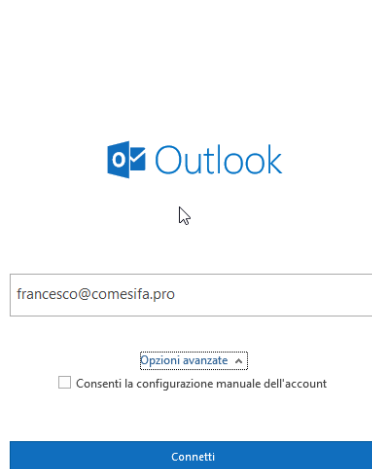 Outlook
francesco@comesifa.pro
Opzioni avanzate
Consenti la configurazione manuale dell'account
Connetti